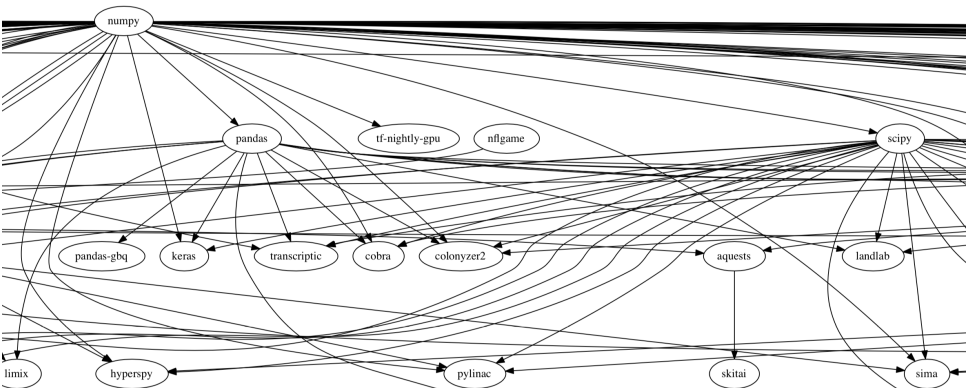 numpy
pandas
tf-nightly-gpu
nflgame
scipy
pandas-gbq
keras
transcriptic
cobra
colonyzer2
aquests
landlab
limix
hyperspy
pylinac
skitai
sima